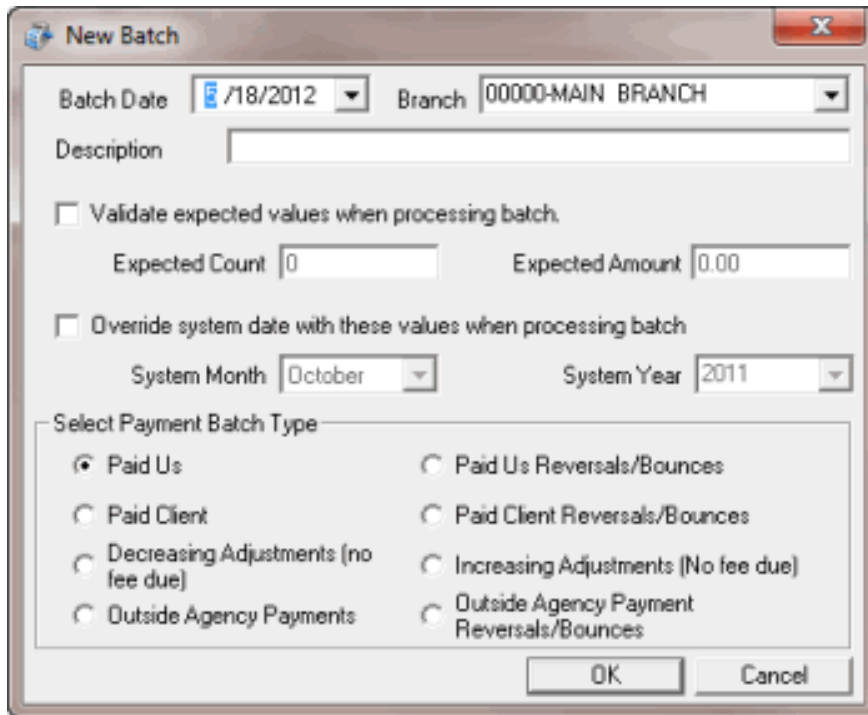 New Batch
Batch Date 5 /18/2012 Branch 00000-MAIN BRANCH
Description
Validate expected values when processing batch.
Expected Count 0 Expected Amount 0.00
Override system date with these values when processing batch
System Month October System Year 2011
Select Payment Batch Type
Paid Us Paid Us Reversals/Bounces
Paid Client Paid Client Reversals/Bounces
Decreasing Adjustments (no
fee due) Increasing Adjustments (No fee due)
Outside Agency Payments Outside Agency Payment
Reversals/Bounces
OK Cancel